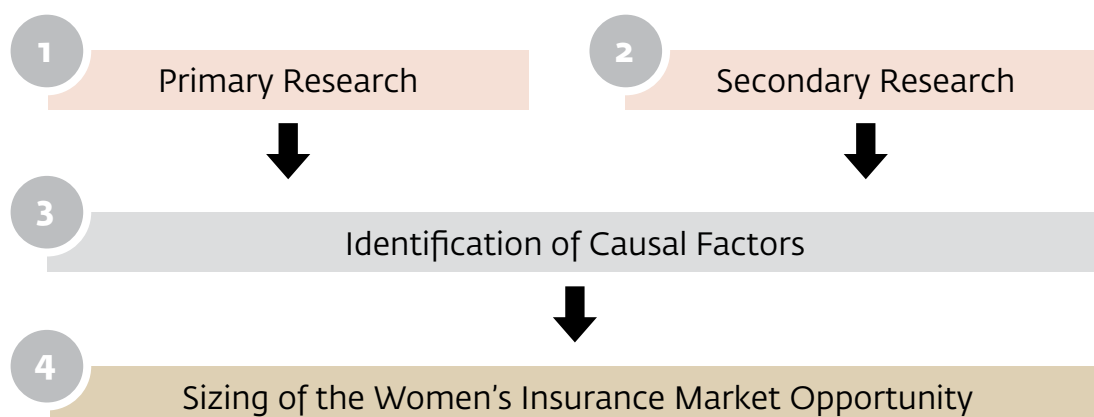 1
Primary Research
2
Secondary Research
3
Identification of Causal Factors
4
Sizing of the Women's Insurance Market Opportunity